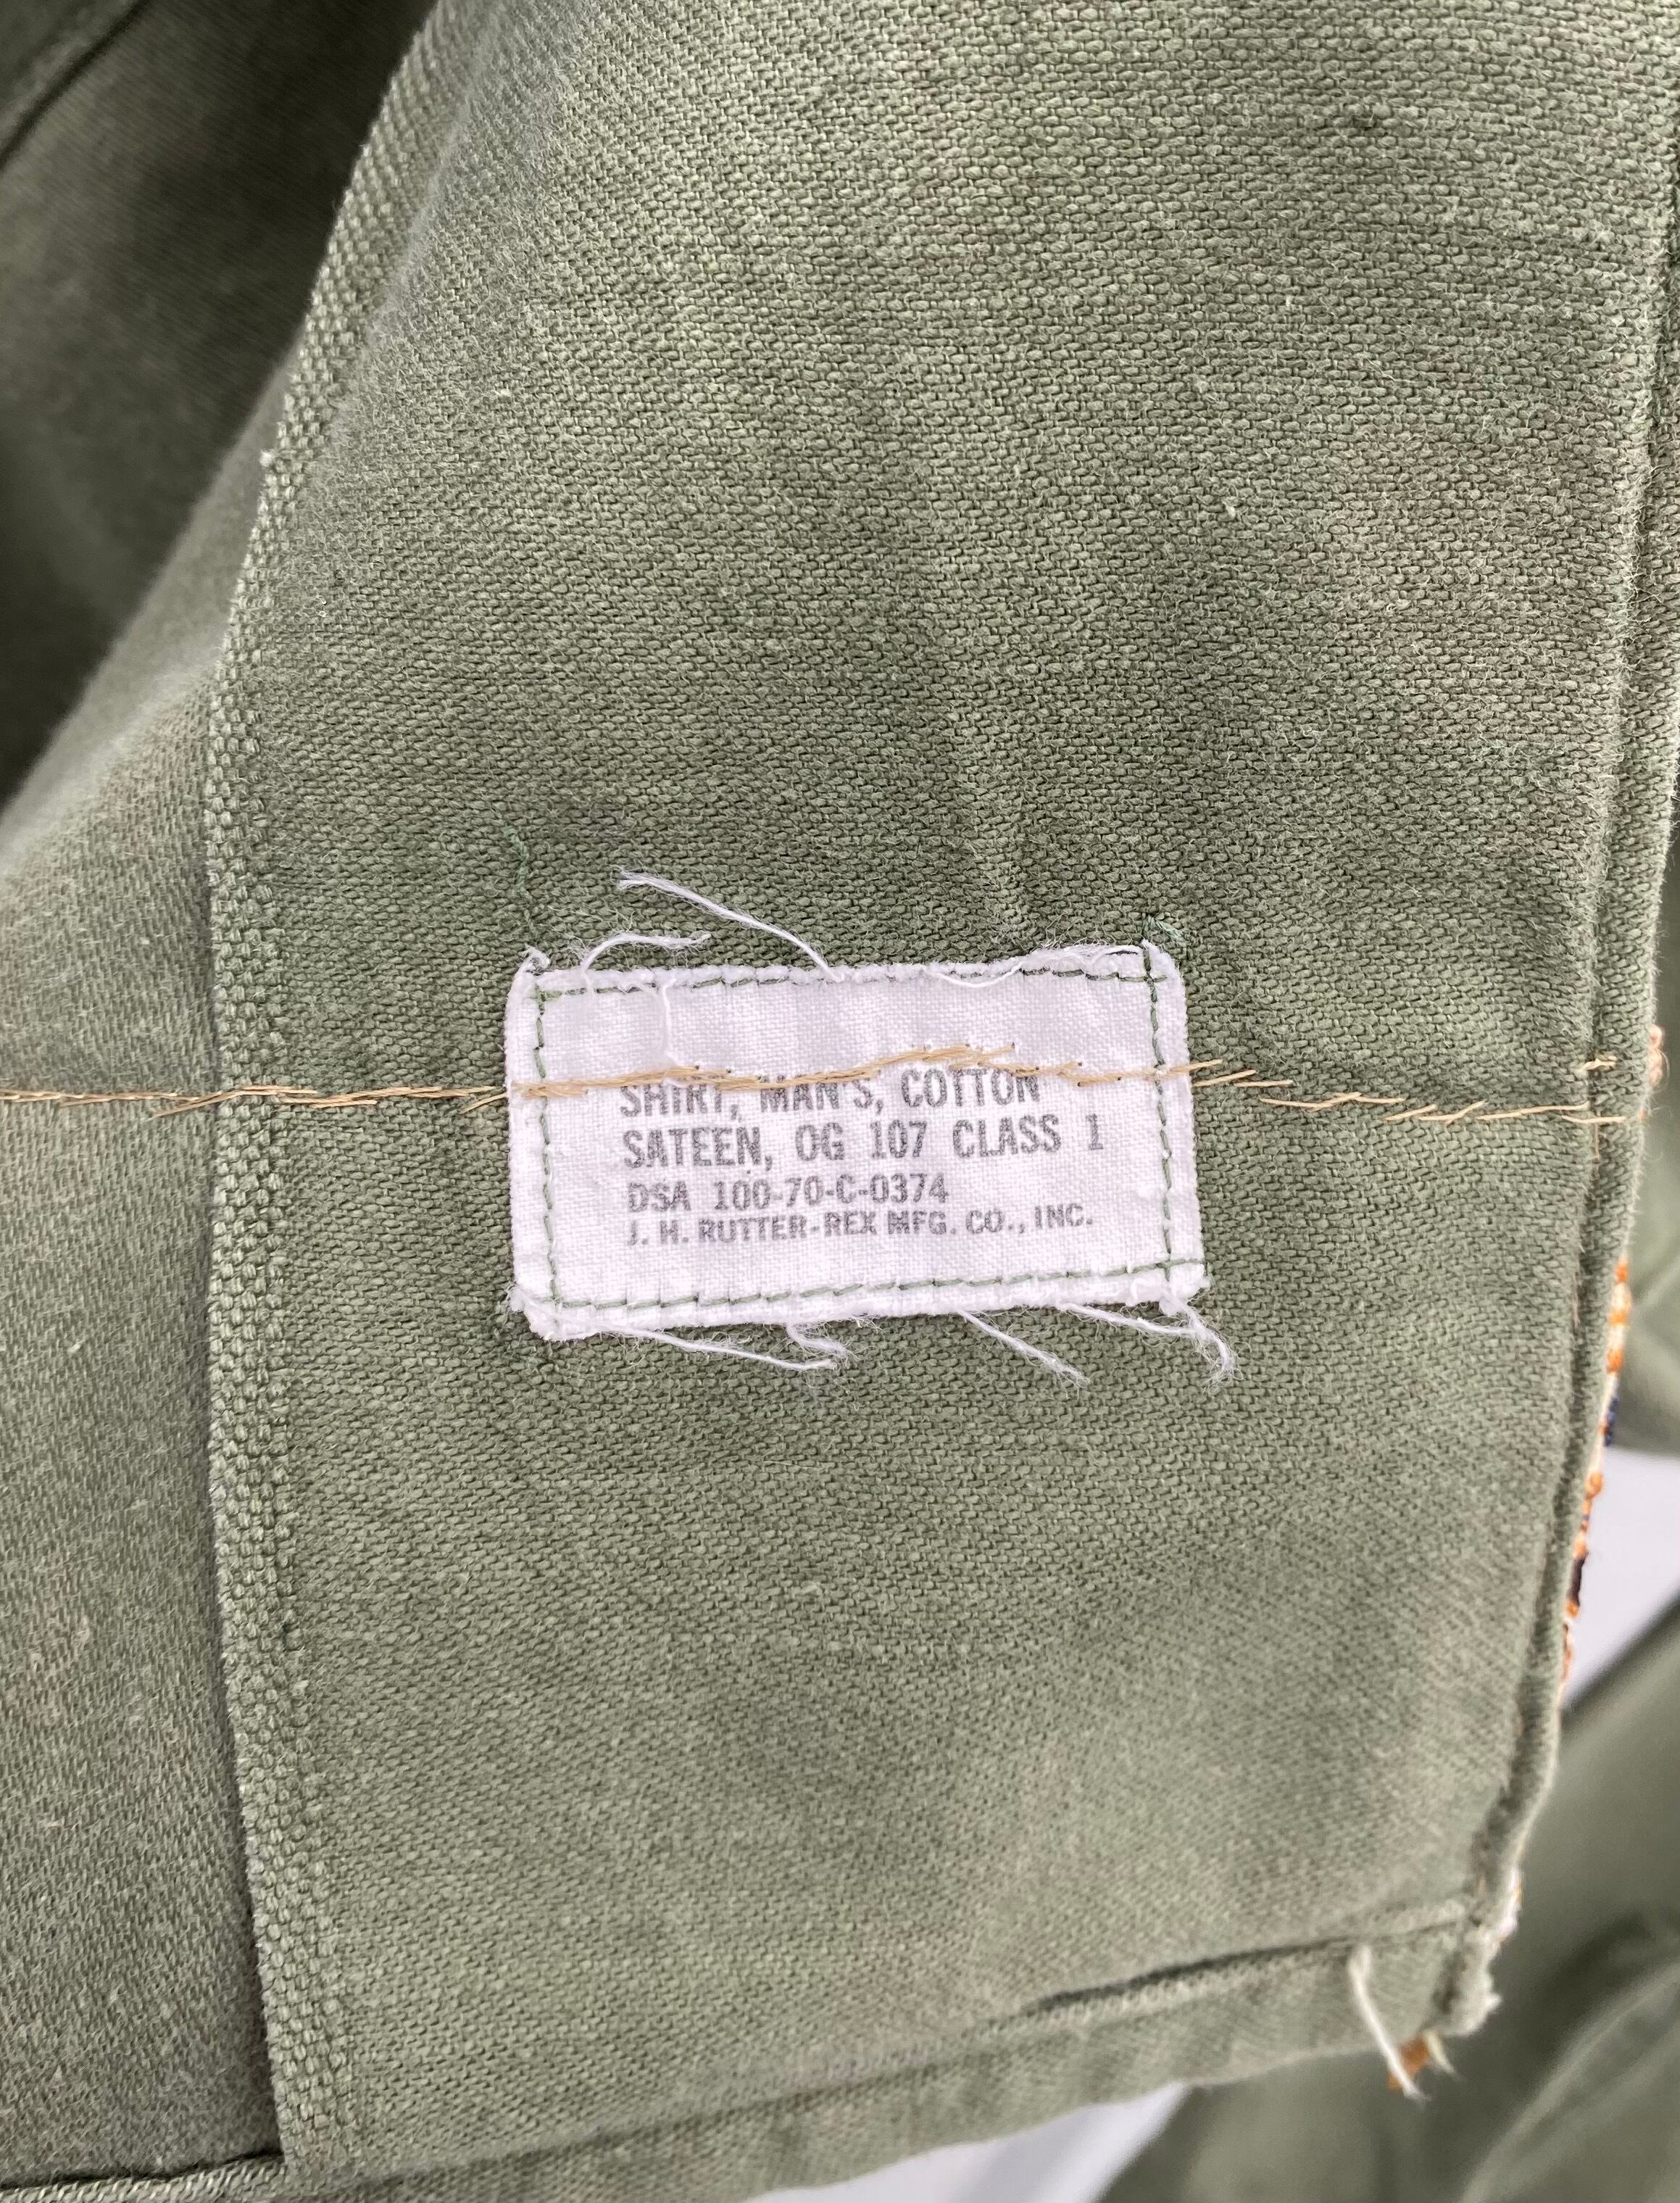 SHIRT, MAN'S, COTTON
SATEEN, OG 107 CLASS 1
DSA 100-70-C-0374
J. H. RUTTER-REX MFG. CO., INC.